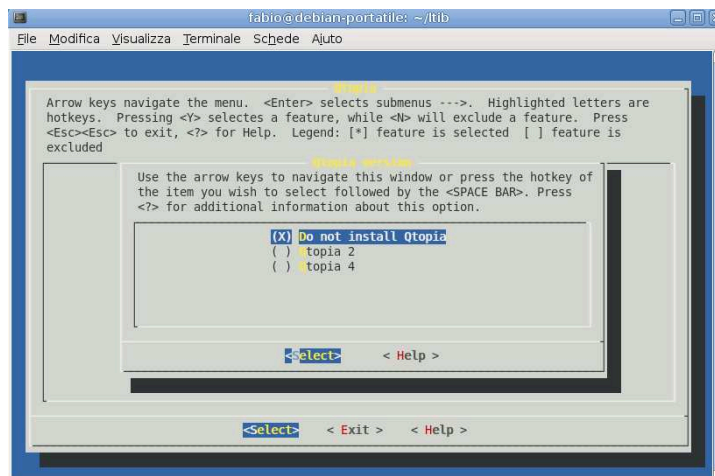 fabio@debian-portatile: ~/ltib
File Modifica Visualizza Terminale Schede Aiuto
Qtopia
Arrow keys navigate the menu. <Enter> selects submenus --->. Highlighted letters are
hotkeys. Pressing <Y> selectes a feature, while <N> will exclude a feature. Press
<Esc><Esc> to exit, <?> for Help. Legend: [*] feature is selected [ ] feature is
excluded
Qtopia version
Use the arrow keys to navigate this window or press the hotkey of
the item you wish to select followed by the <SPACE BAR>. Press
<?> for additional information about this option.
(X) Do not install Qtopia
( ) Qtopia 2
( ) Qtopia 4
<Select> < Help >
<Select> < Exit > < Help >